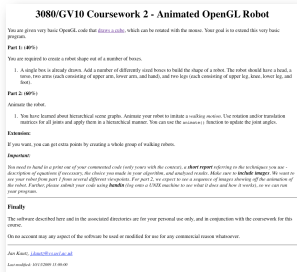 3080/GV10 Coursework 2 - Animated OpenGL Robot
You are given very basic OpenGL code that draws a cube, which can be rotated with the mouse. Your goal is to extend this very basic
program.
Part 1: (40%)
You are required to create a robot shape out of a number of boxes.
1. A single box is already drawn. Add a number of differently sized boxes to build the shape of a robot. The robot should have a head, a
torso, two arms (each consisting of upper arm, lower arm, and hand), and two legs (each consisting of upper leg, knee, lower leg, and
foot).
Part 2: (60%)
Animate the robot.
1. You have learned about hierarchical scene graphs. Animate your robot to imitate a walking motion. Use rotation and/or translation
matrices for all joints and apply them in a hierarchical manner. You can use the function to update the joint angles.
Extension:
If you want, you can get extra points by creating a whole group of walking robots.
Important:
You need to hand in a print out of your commented code (only yours with the context), a short report referring to the techniques you use -
description of equations if necessary, the choice you made in your algorithm, and analysed results. Make sure to include images. We want to
see your robot from part 1 from several different viewpoints. For part 2, we expect to see a sequence of images showing off the animation of
the robot. Further, please submit your code using handin (log onto a UNIX machine to see what it does and how it works), so we can run
your program.
Finally
The software described here and in the associated directories are for your personal use only, and in conjunction with the coursework for this
course.
On no account may any aspect of the software be used or modified for use for any commercial reason whatsoever.
Jan Kautz,
Last modified: 10/15/2009 15:00:00